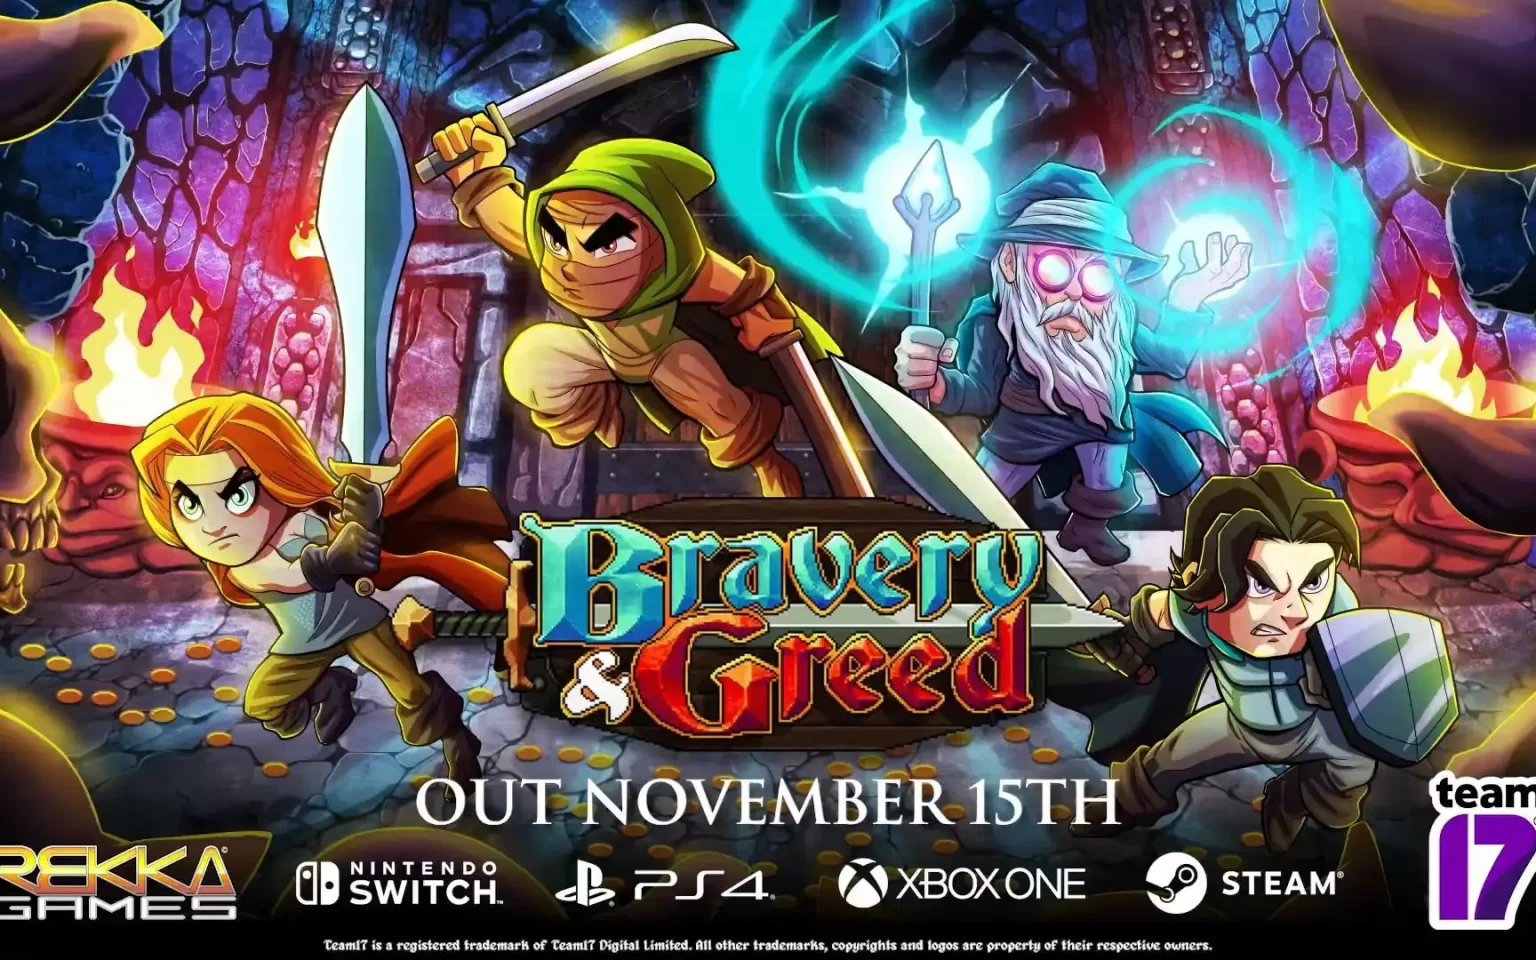 Bravery
& Greed
OUT NOVEMBER 15TH
REKKA
GAMES
NINTENDO
SWITCH™
PS4®
XBOX ONE
STEAM®
team
17
Team17 is a registered trademark of Team17 Digital Limited. All other trademarks, copyrights and logos are property of their respective owners.